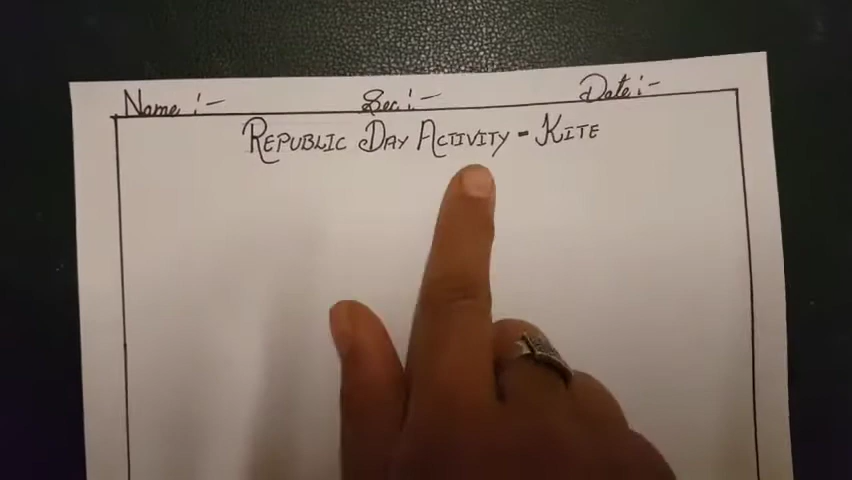 Name :- Sec :- Date :-
REPUBLIC DAY ACTIVITY - KITE